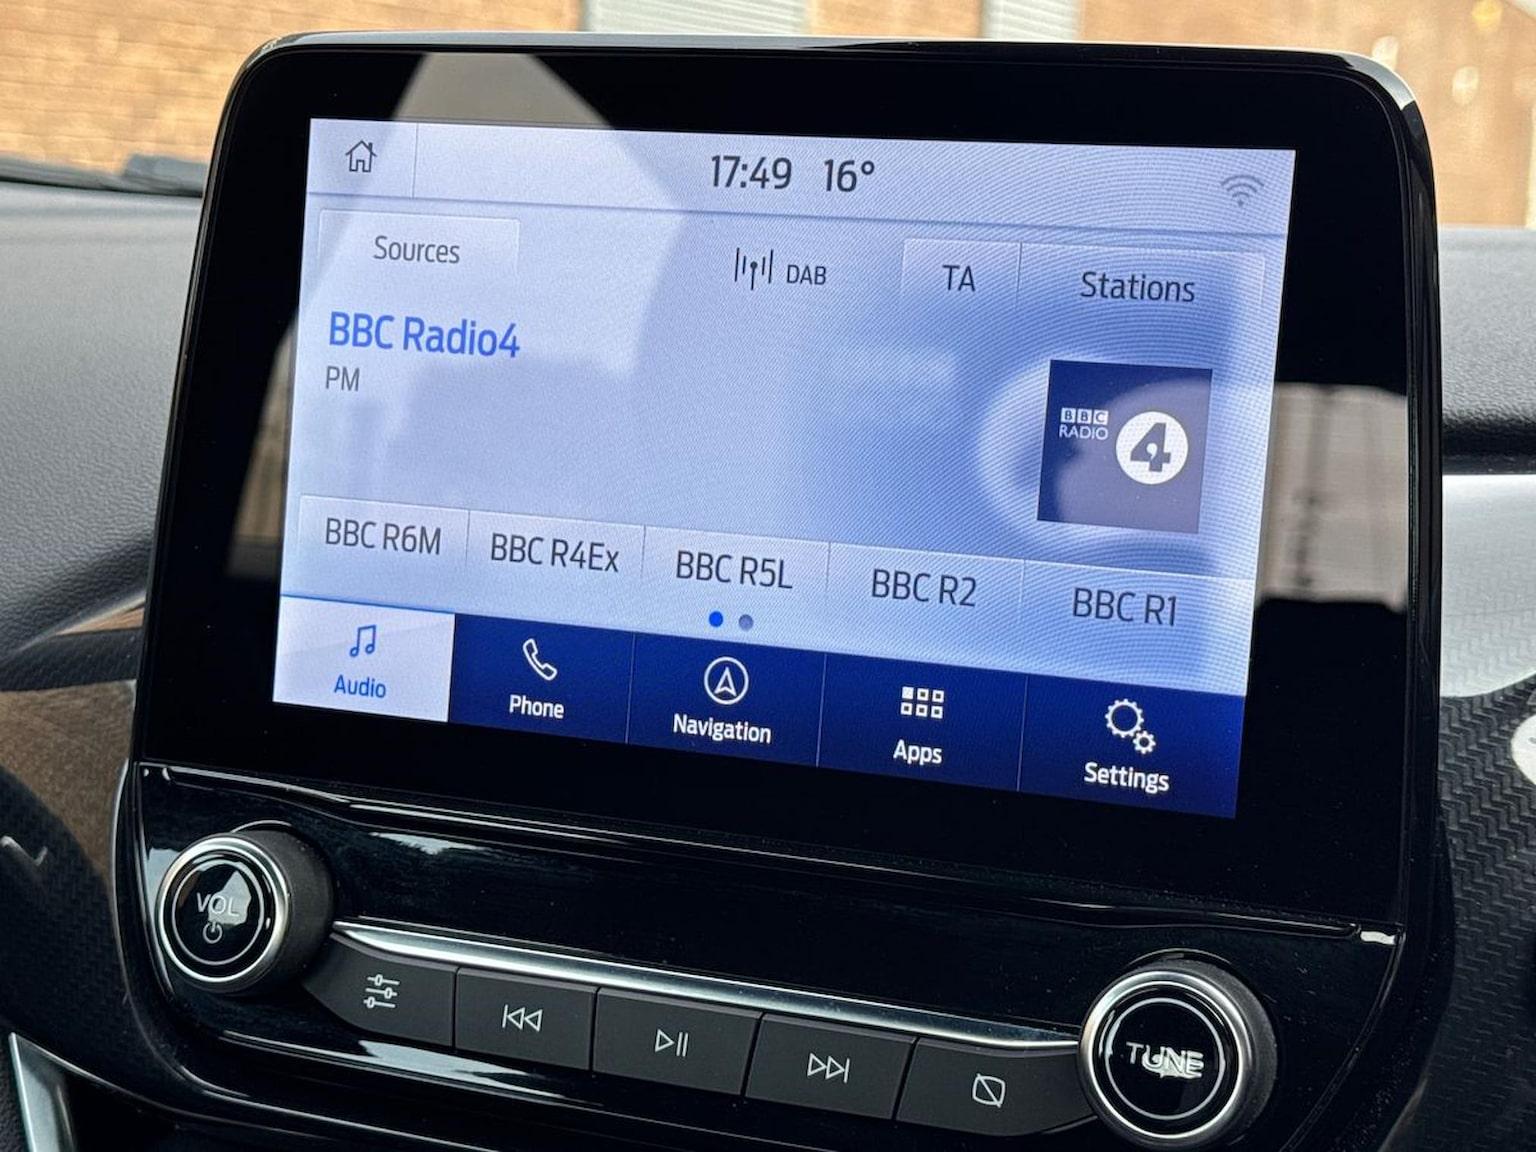 17:49 16°
Sources DAB TA Stations
BBC Radio4
PM
BBC
RADIO 4
BBC R6M BBC R4Ex BBC R5L BBC R2 BBC R1
Audio Phone Navigation Apps Settings
VOL
TUNE